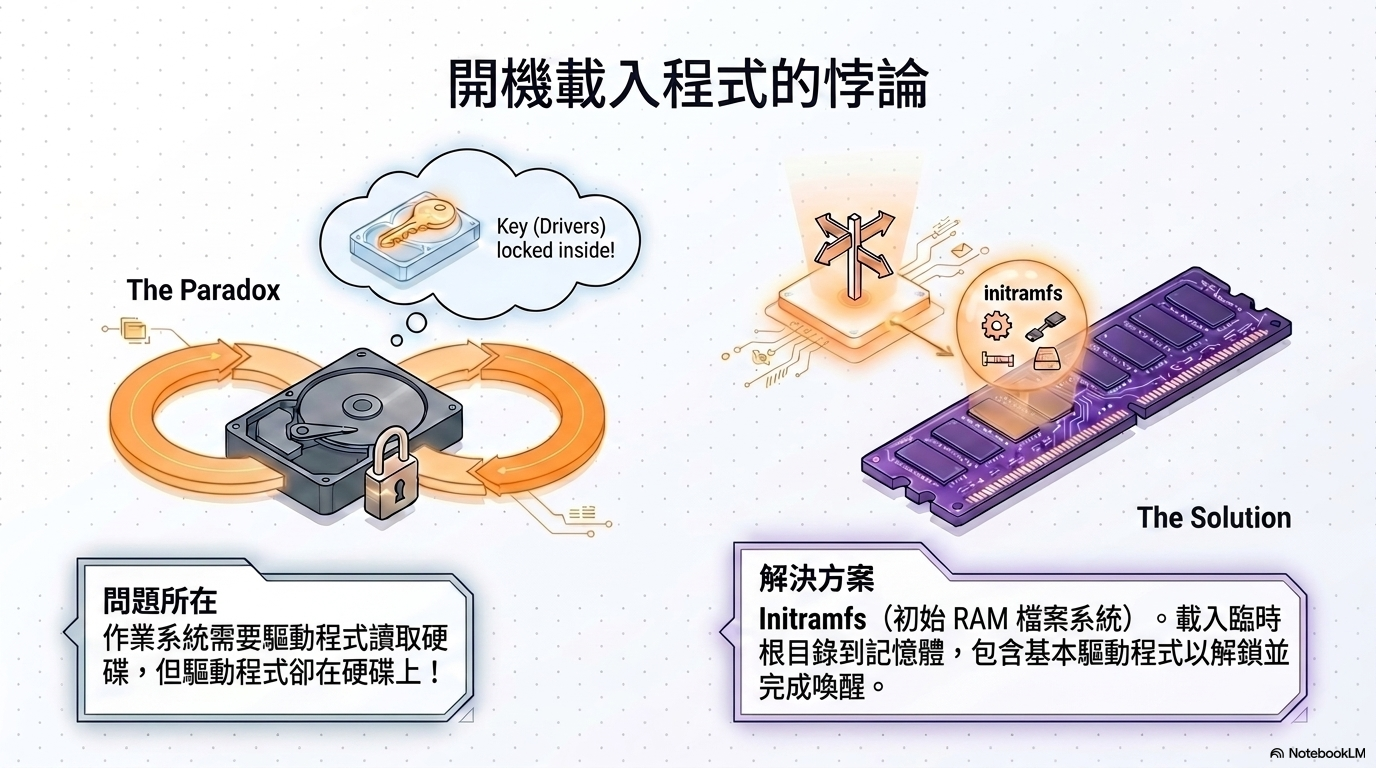 開機載入程式的悖論
Key (Drivers)
locked inside!
The Paradox
initramfs
The Solution
問題所在
作業系統需要驅動程式讀取硬
碟，但驅動程式卻在硬碟上！
解決方案
Initramfs（初始 RAM 檔案系統）。載入臨時
根目錄到記憶體，包含基本驅動程式以解鎖並
完成喚醒。
NotebookLM